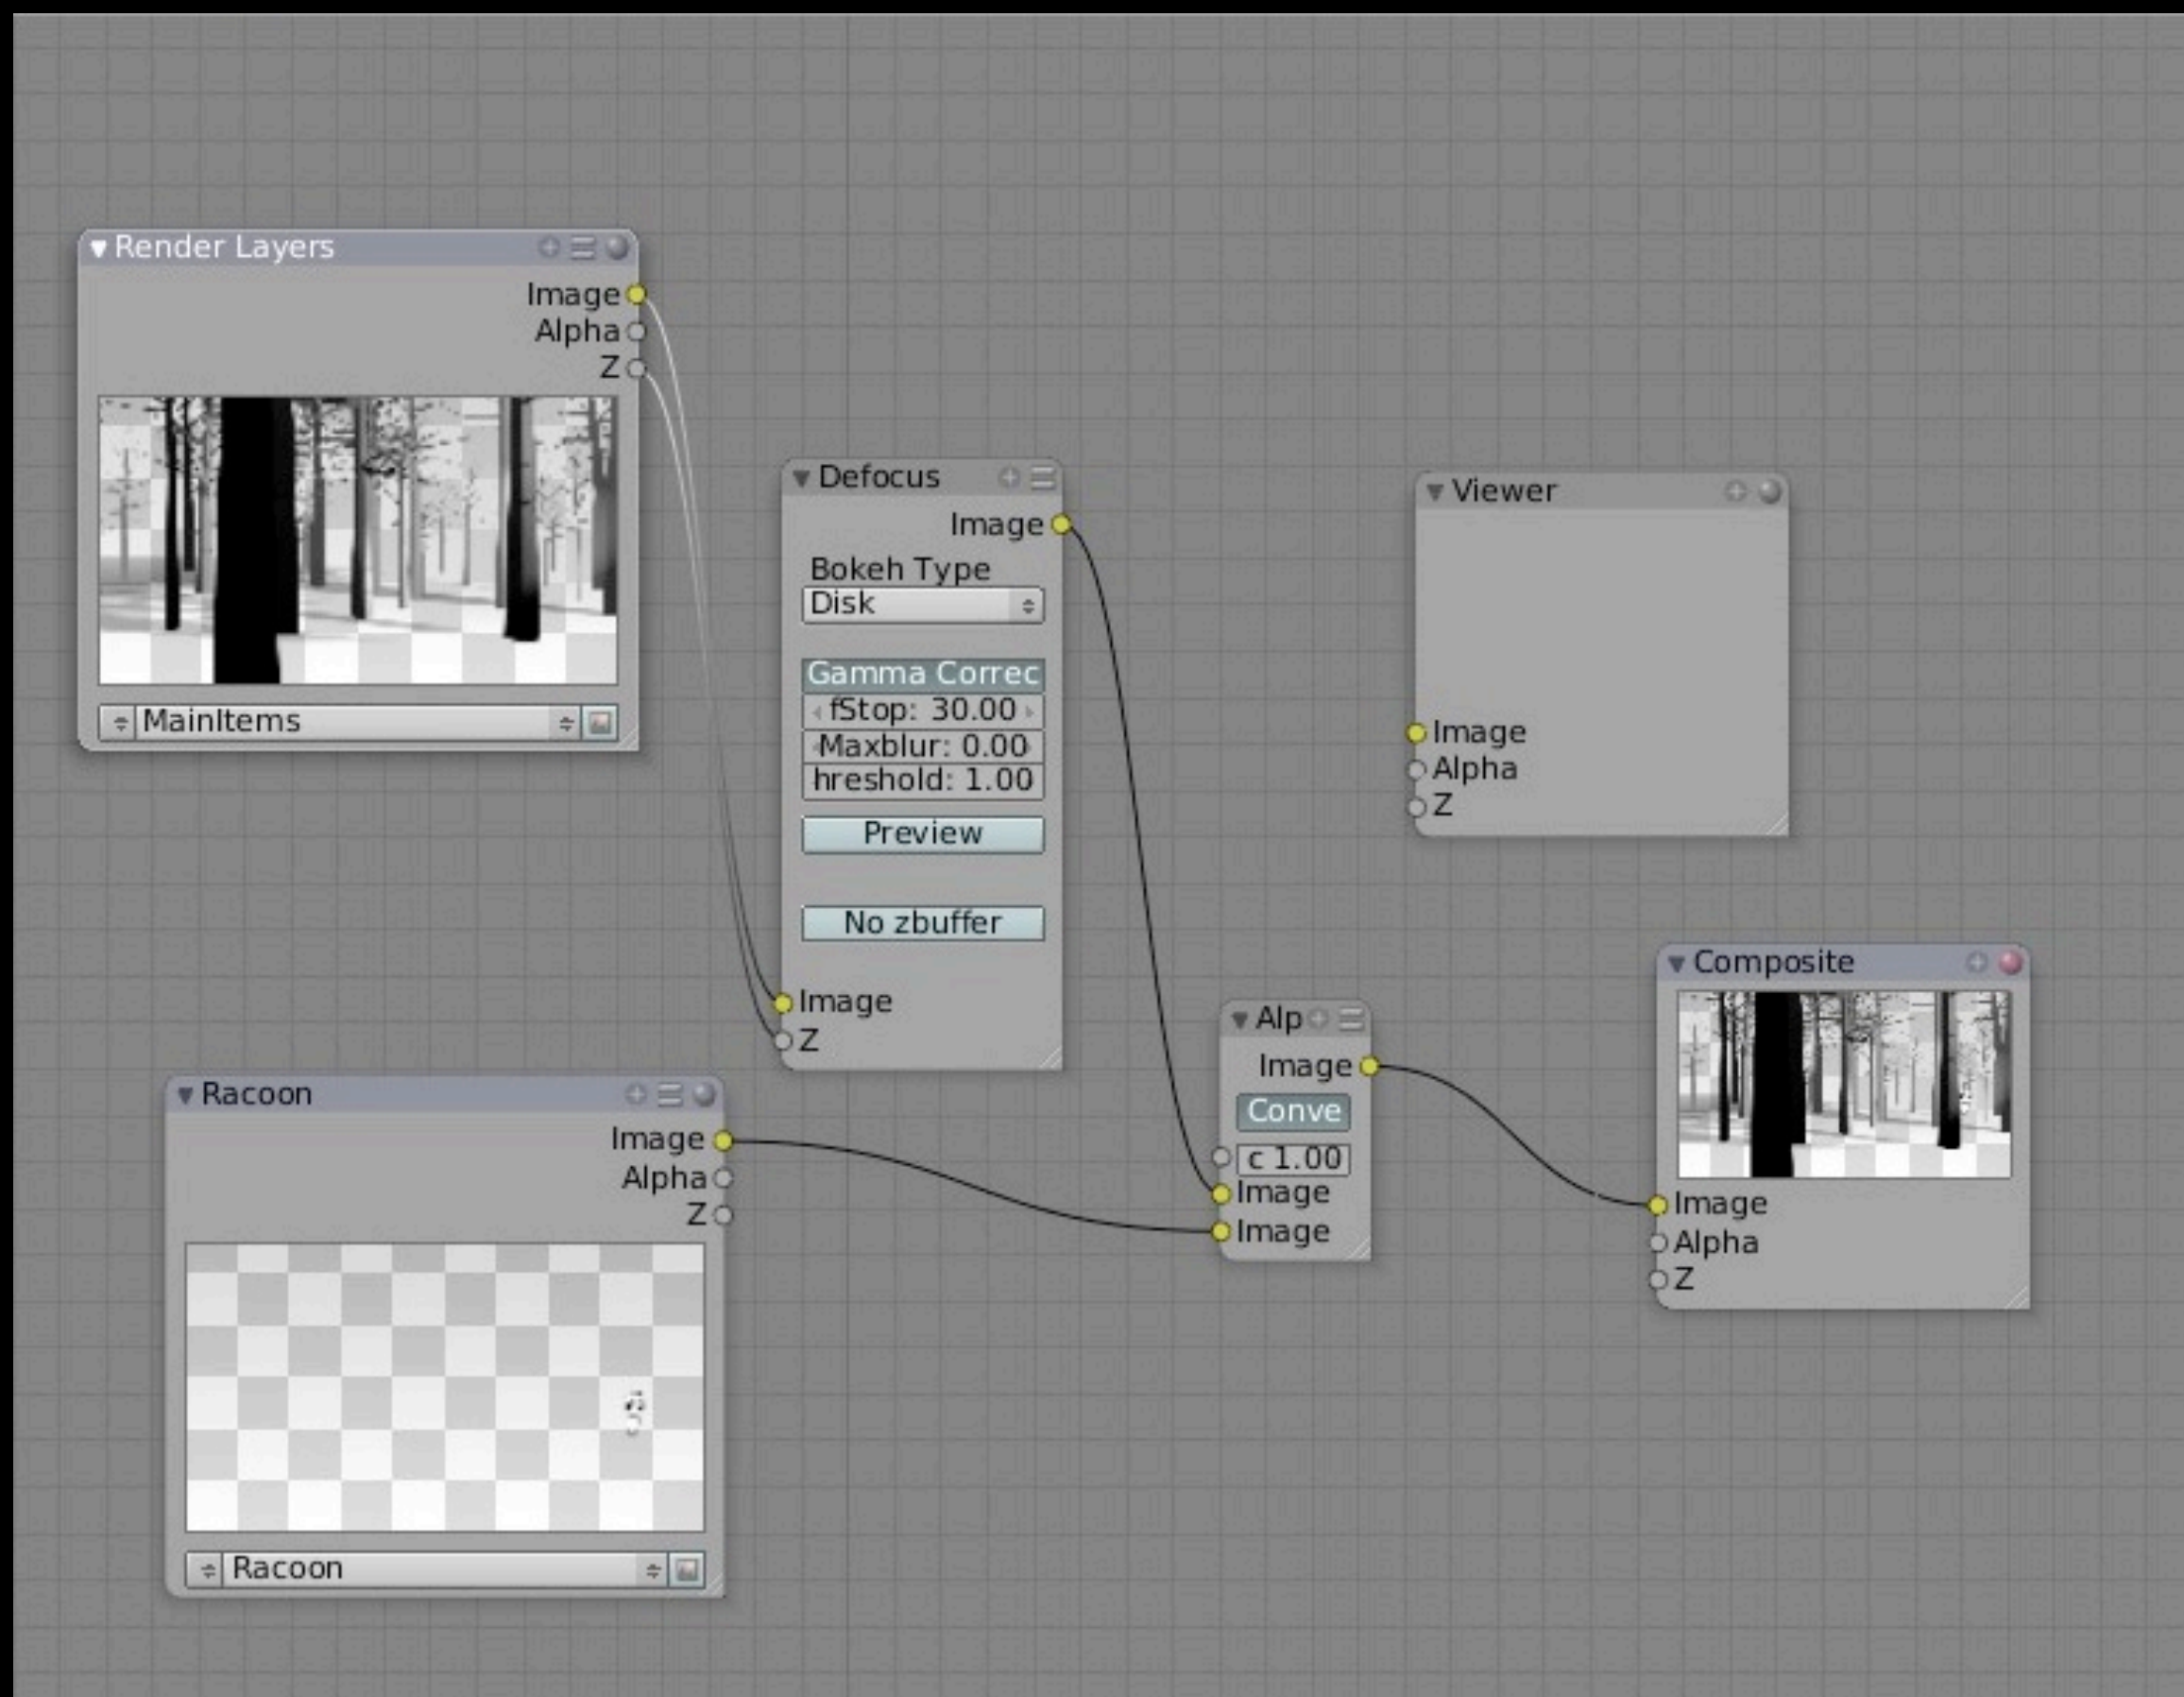 Render Layers
Image
Alpha
Z
MainItems
Defocus
Image
Bokeh Type
Disk
Gamma Correc
fStop: 30.00
Maxblur: 0.00
hreshold: 1.00
Preview
No zbuffer
Image
Z
Viewer
Image
Alpha
Z
Racoon
Image
Alpha
Z
Racoon
Alp
Image
Conve
c 1.00
Image
Image
Composite
Image
Alpha
Z